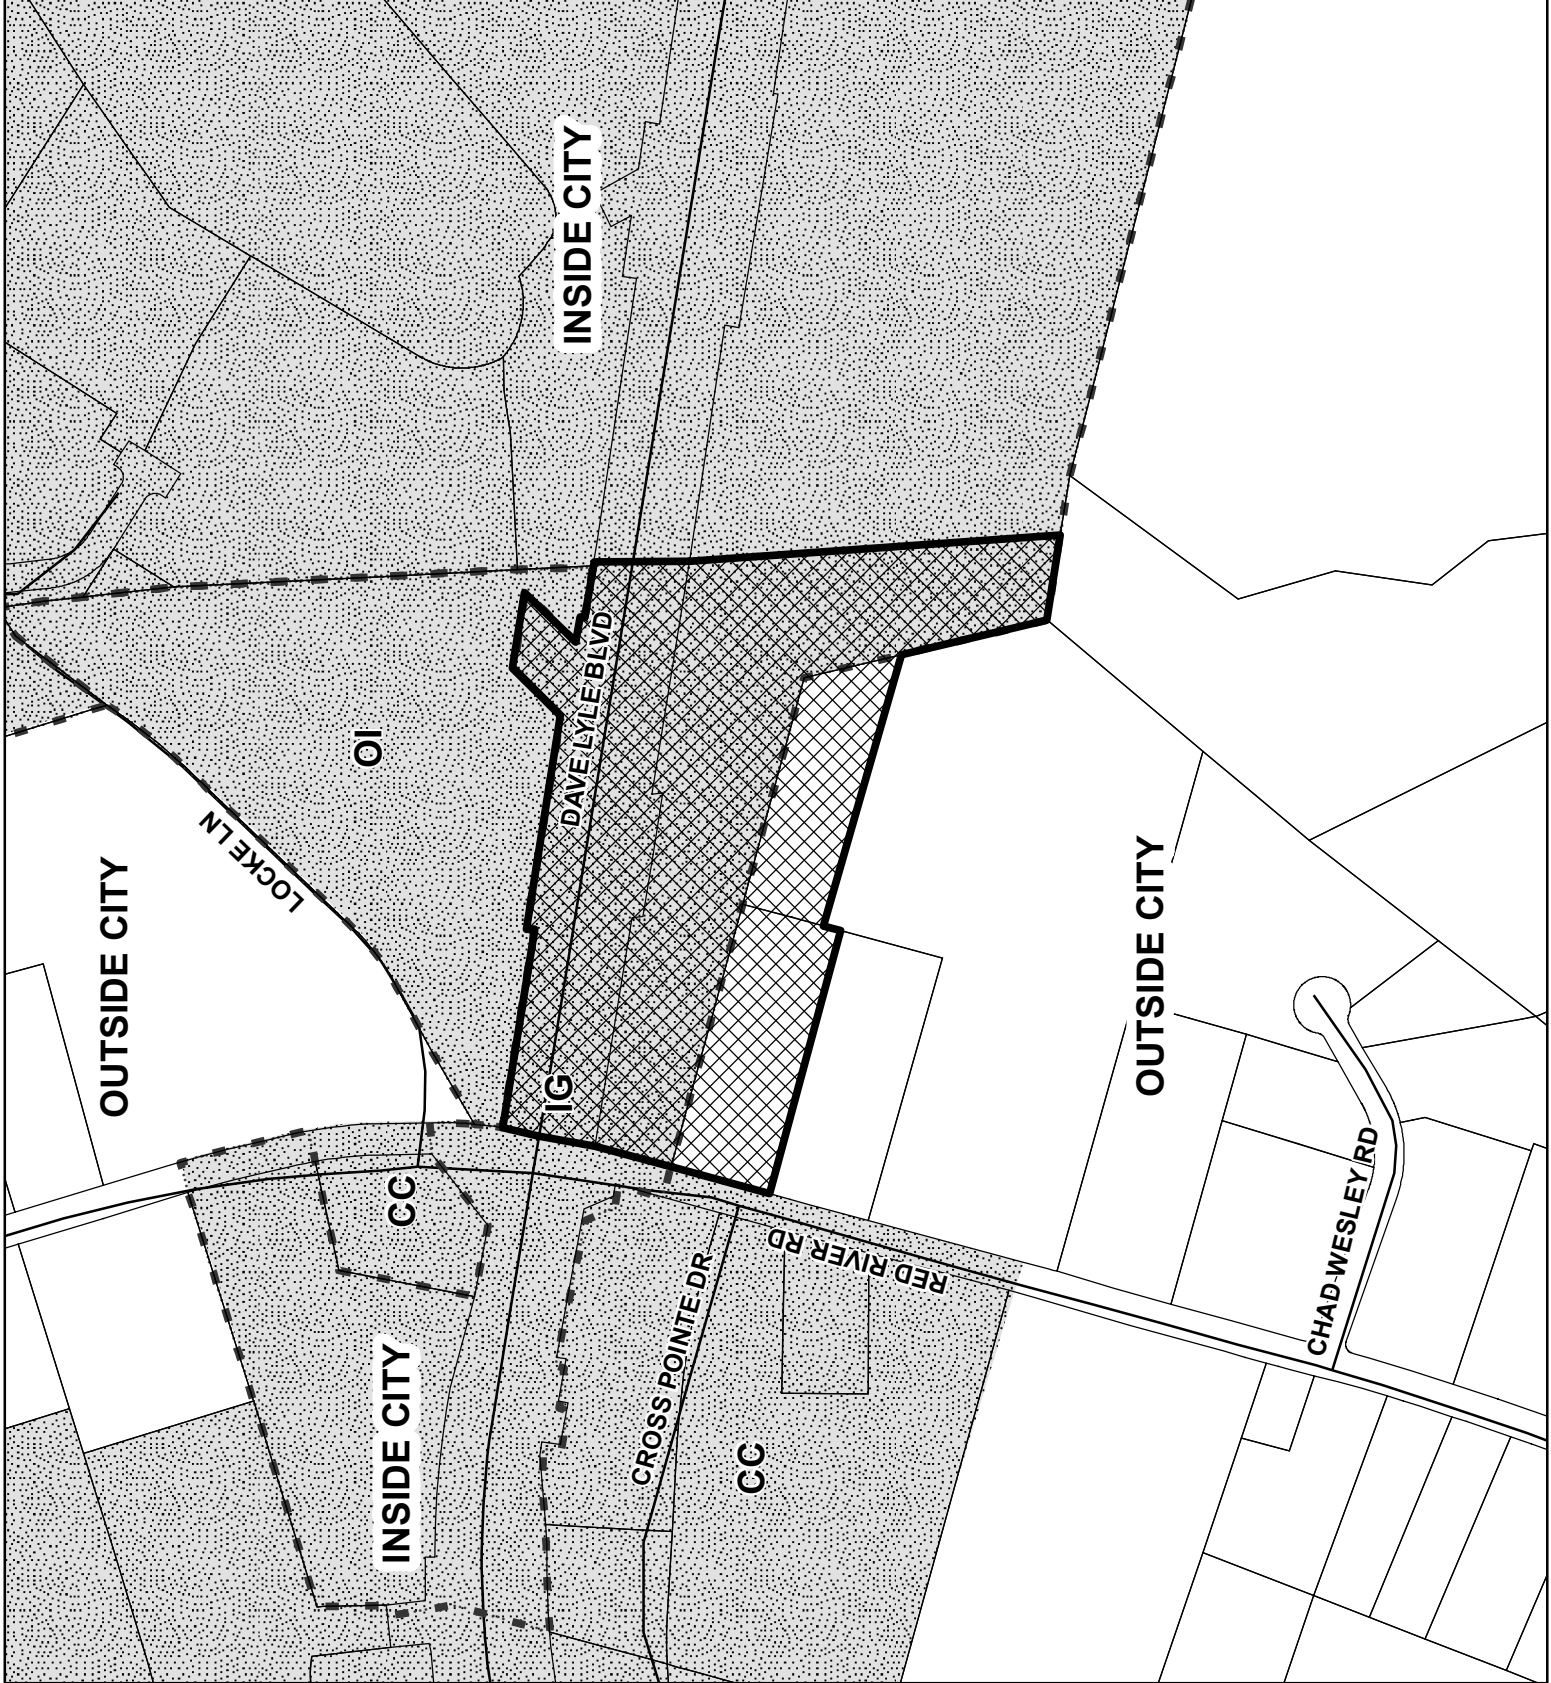 OUTSIDE CITY
LOCKE LN
OI
INSIDE CITY
DAVE LYLE BLVD
IG
CC
INSIDE CITY
CROSS POINTE DR
CC
RED RIVER RD
OUTSIDE CITY
CHAD WESLEY RD